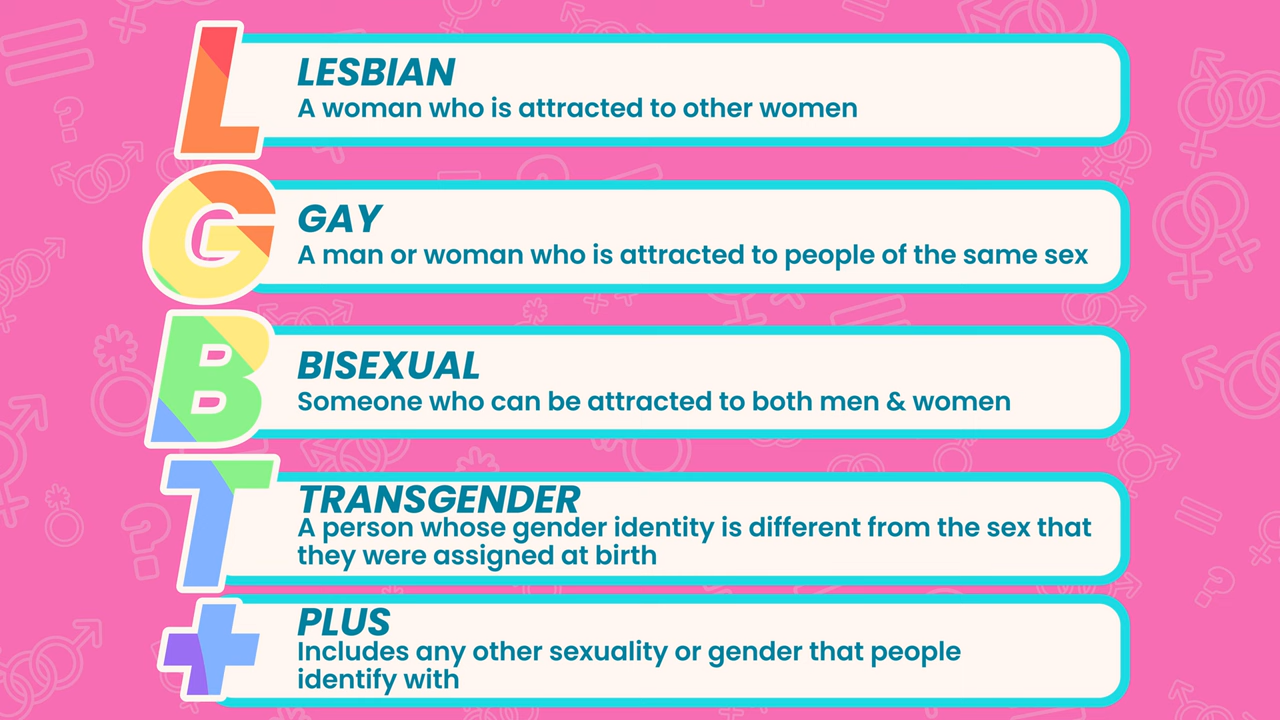 L
LESBIAN
A woman who is attracted to other women
G
GAY
A man or woman who is attracted to people of the same sex
B
BISEXUAL
Someone who can be attracted to both men & women
T
TRANSGENDER
A person whose gender identity is different from the sex that
they were assigned at birth
+
PLUS
Includes any other sexuality or gender that people
identify with